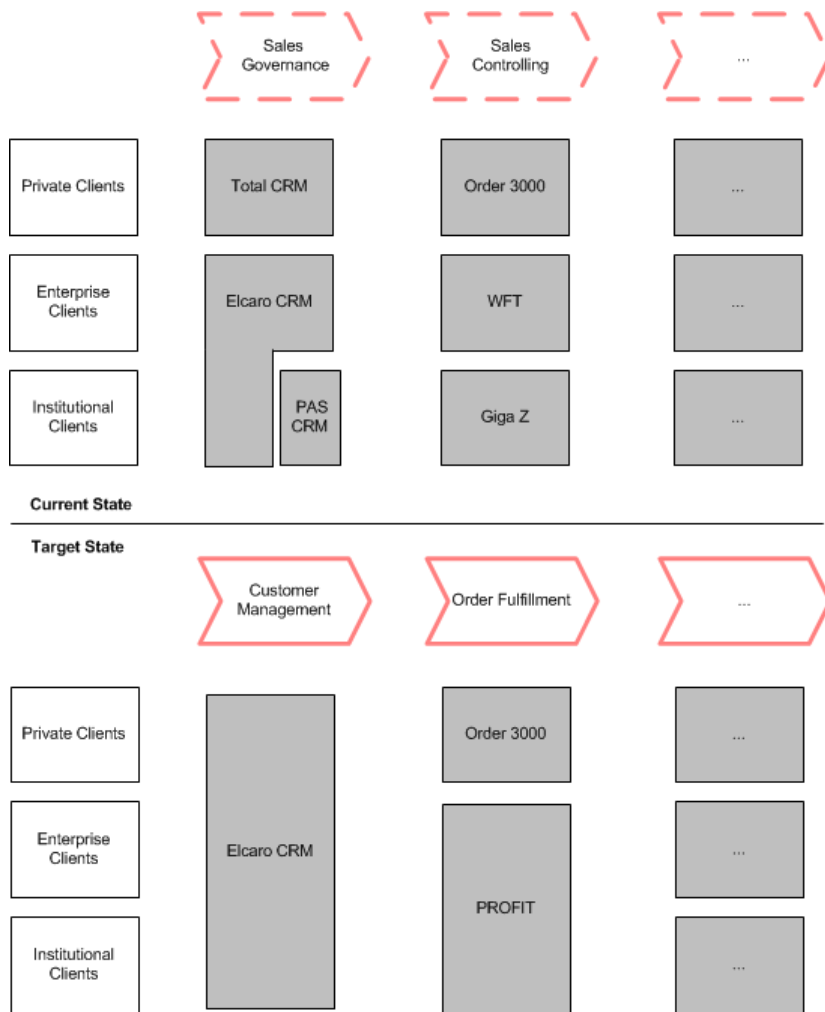 Sales
Governance
Sales
Controlling
...
Private Clients
Total CRM
Order 3000
...
Enterprise
Clients
Elcaro CRM
WFT
...
Institutional
Clients
PAS
CRM
Giga Z
...
Current State
Target State
Customer
Management
Order Fulfillment
...
Private Clients
Order 3000
...
Enterprise
Clients
Elcaro CRM
...
PROFIT
Institutional
Clients
...